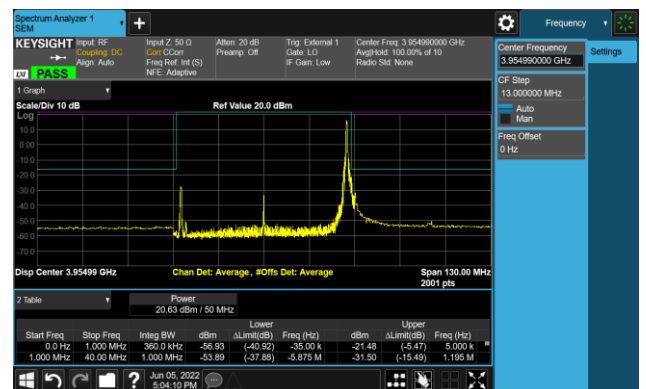 Spectrum Analyzer 1
SEM
Frequency
KEYSIGHT
Input: RF
Coupling: DC
Align: Auto
Input Z: 50 Ω
Corr CCorr
Freq Ref: Int (S)
NFE: Adaptive
Atten: 20 dB
Preamp: Off
Trig: External 1
Gate: LO
IF Gain: Low
Center Freq: 3.954990000 GHz
Avg|Hold: 100.00% of 10
Radio Std: None
LXI PASS
1 Graph
Scale/Div 10 dB
Ref Value 20.0 dBm
Log
10.0
0.00
-10.0
-20.0
-30.0
-40.0
-50.0
-60.0
-70.0
Disp Center 3.95499 GHz
Chan Det: Average, #Offs Det: Average
Span 130.00 MHz
2001 pts
2 Table
Power
20.63 dBm / 50 MHz
Lower Upper
Start Freq Stop Freq Integ BW dBm ΔLimit(dB) Freq (Hz) dBm ΔLimit(dB) Freq (Hz)
0.0 Hz 1.000 MHz 360.0 kHz -56.93 (-40.92) -35.00 k -21.48 (-5.47) 5.000 k
1.000 MHz 40.00 MHz 1.000 MHz -53.89 (-37.88) -5.875 M -31.50 (-15.49) 1.195 M
Jun 05, 2022
5:04:10 PM
Center Frequency
3.954990000 GHz
Settings
CF Step
13.000000 MHz
Auto
Man
Freq Offset
0 Hz